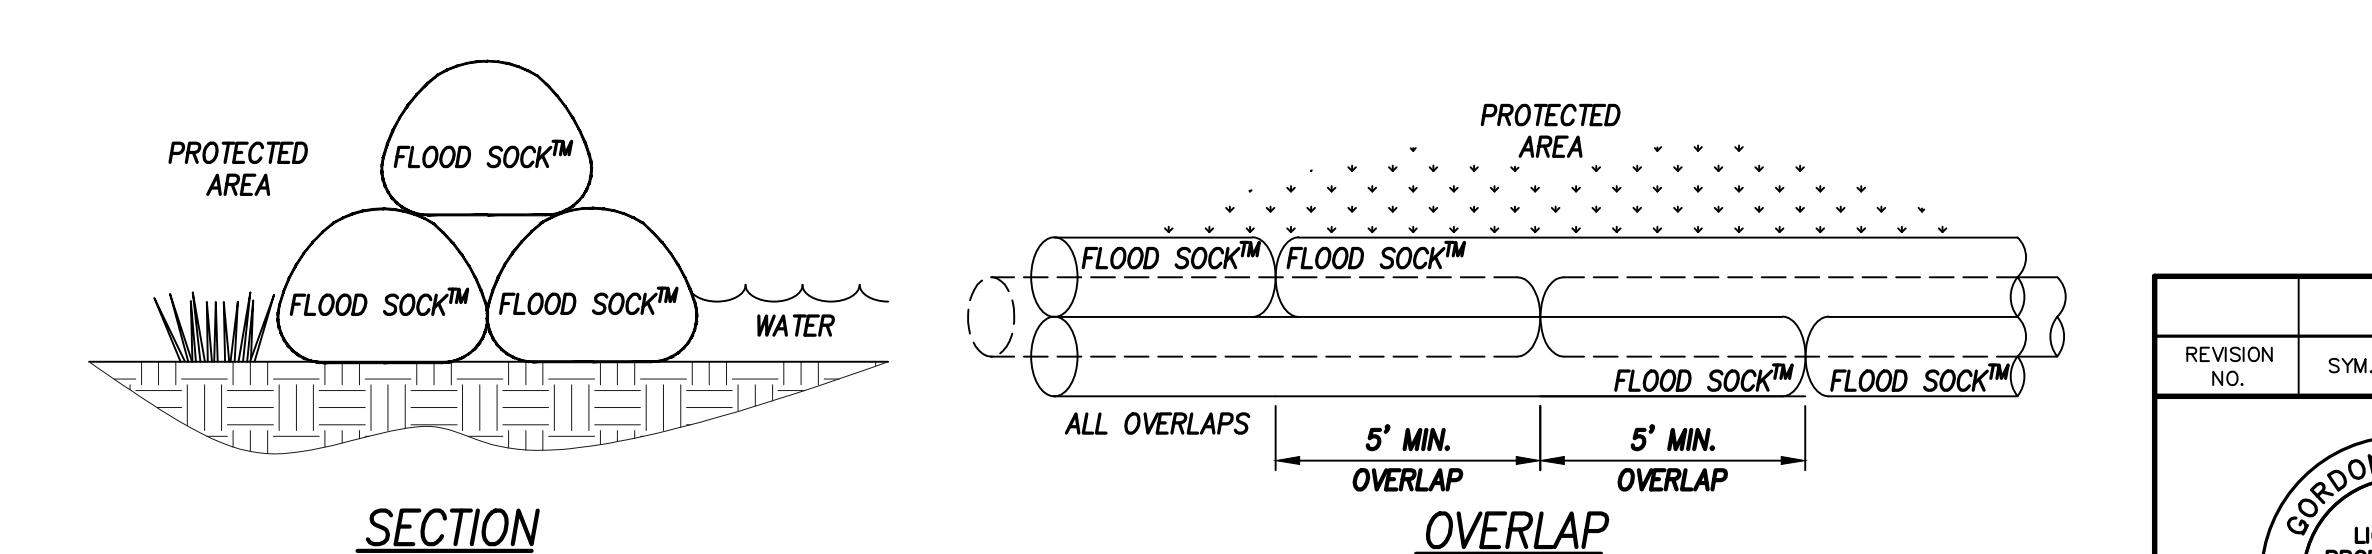 PROTECTED
AREA
FLOOD SOCK™
FLOOD SOCK™
FLOOD SOCK™
WATER
SECTION
PROTECTED
AREA
FLOOD SOCK™
FLOOD SOCK™
FLOOD SOCK™
FLOOD SOCK™
ALL OVERLAPS
5' MIN.
OVERLAP
5' MIN.
OVERLAP
OVERLAP
REVISION
NO.
SYM.